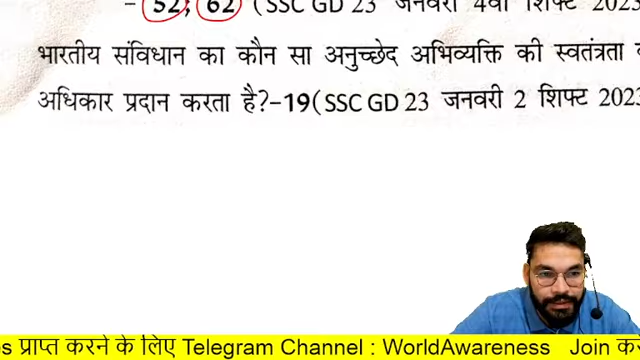 - 52; 62 (SSC GD 23 जनवरी 4वी शिफ्ट 2023
भारतीय संविधान का कौन सा अनुच्छेद अभिव्यक्ति की स्वतंत्रता
अधिकार प्रदान करता है?-19(SSC GD 23 जनवरी 2 शिफ्ट 2023
प्राप्त करने के लिए Telegram Channel : WorldAwareness Join